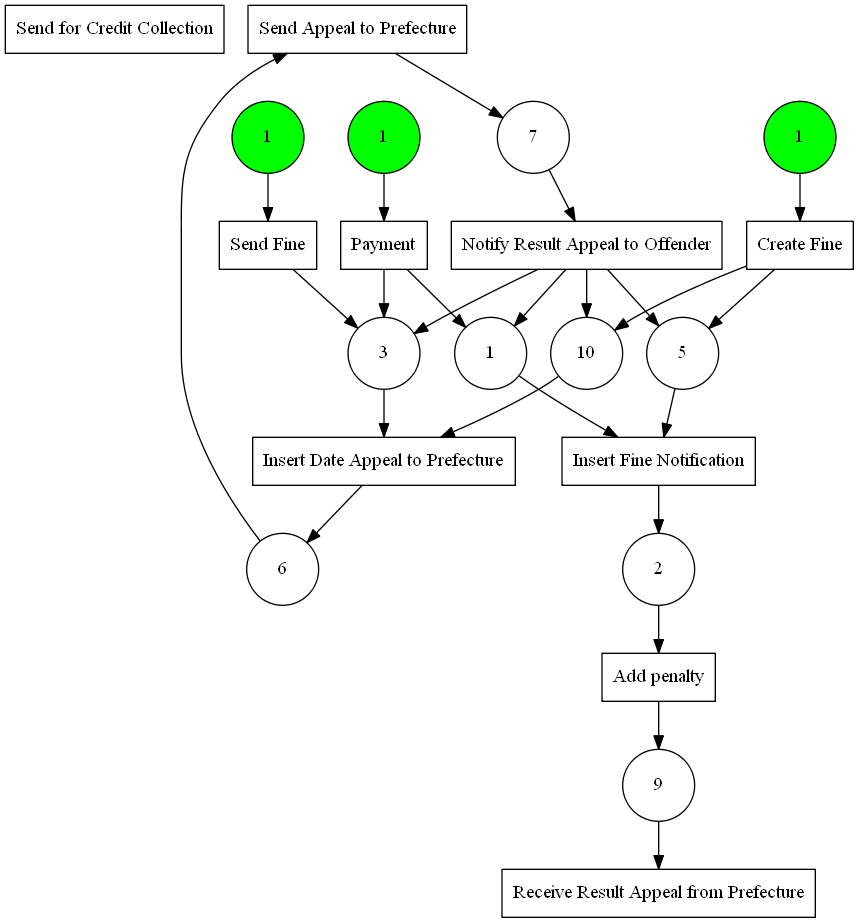 Send for Credit Collection
Send Appeal to Prefecture
1
1
7
1
Send Fine
Payment
Notify Result Appeal to Offender
Create Fine
3
1
10
5
Insert Date Appeal to Prefecture
Insert Fine Notification
6
2
Add penalty
9
Receive Result Appeal from Prefecture